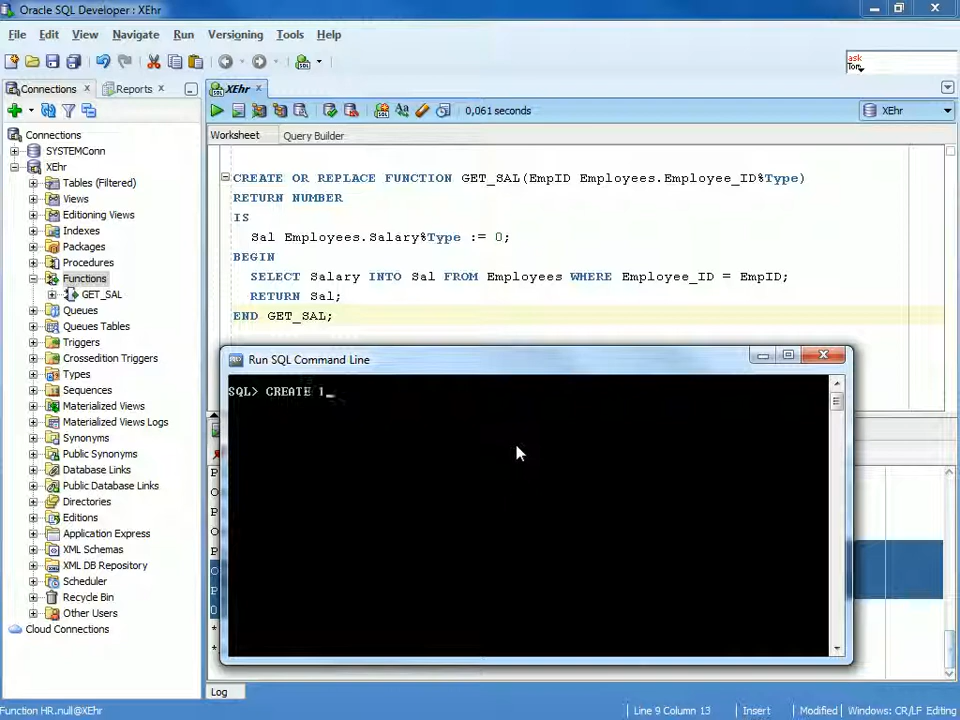 Oracle SQL Developer : XEhr
File Edit View Navigate Run Versioning Tools Help
ask Tom
Connections Reports XEhr
0,061 seconds XEhr
Worksheet Query Builder
Connections
SYSTEMConn
XEhr
Tables (Filtered)
Views
Editioning Views
Indexes
Packages
Procedures
Functions
GET_SAL
Queues
Queues Tables
Triggers
Crossedition Triggers
Types
Sequences
Materialized Views
Materialized Views Logs
Synonyms
Public Synonyms
Database Links
Public Database Links
Directories
Editions
Application Express
XML Schemas
XML DB Repository
Scheduler
Recycle Bin
Other Users
Cloud Connections
CREATE OR REPLACE FUNCTION GET_SAL(EmpID Employees.Employee_ID%Type)
RETURN NUMBER
IS
Sal Employees.Salary%Type := 0;
BEGIN
SELECT Salary INTO Sal FROM Employees WHERE Employee_ID = EmpID;
RETURN Sal;
END GET_SAL;
Run SQL Command Line
SQL> CREATE
P
O
P
O
P
O
P
O
*
*
Log
Function HR.null@XEhr Line 9 Column 13 Insert Modified Windows: CR/LF Editing